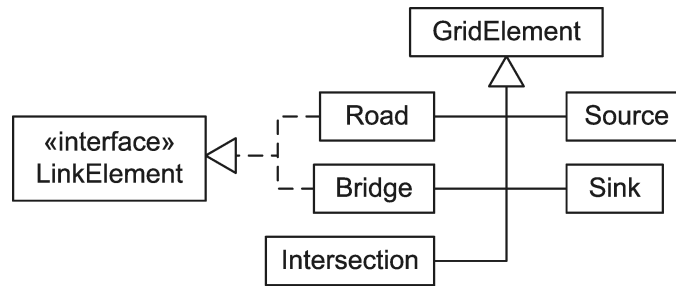 GridElement
Road
Source
«interface»
LinkElement
Bridge
Sink
Intersection